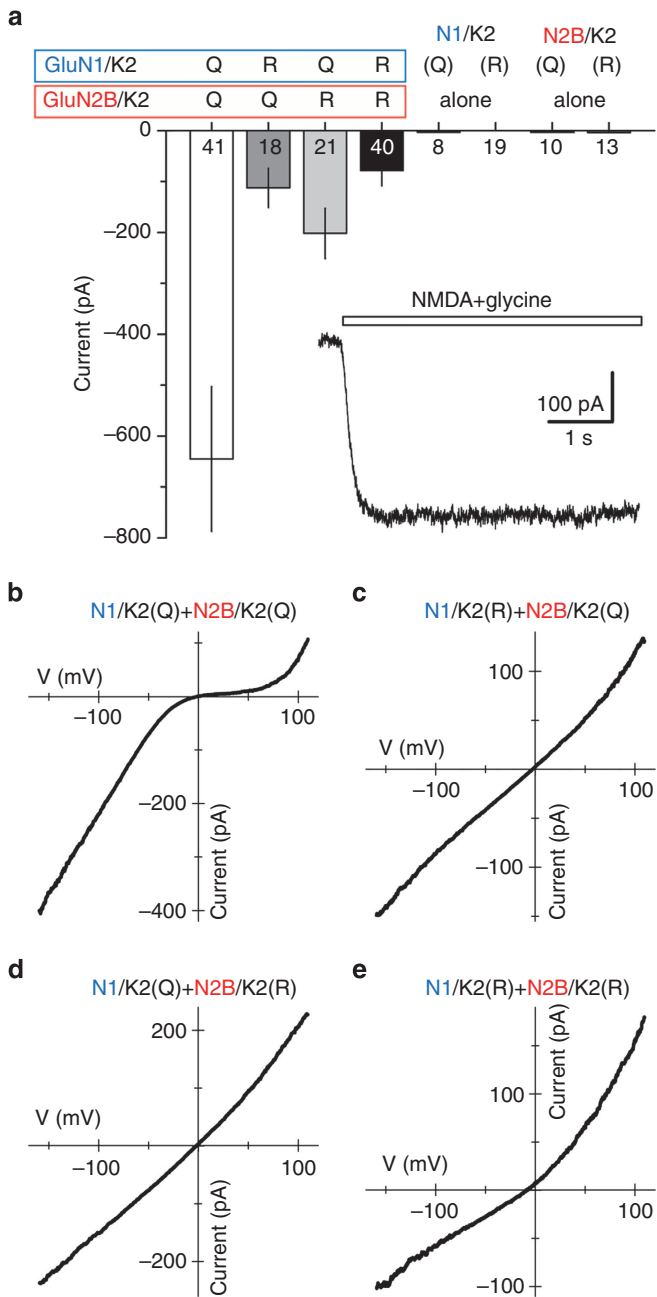 a
N1/K2 N2B/K2
GluN1/K2 Q R Q R (Q) (R) (Q) (R)
GluN2B/K2 Q Q R R alone alone
0
41 18 21 40 8 19 10 13
–200
–400
–600
–800
Current (pA)
NMDA+glycine
100 pA
1 s
b
N1/K2(Q)+N2B/K2(Q)
V (mV)
–100 100
–200
–400
Current (pA)
c
N1/K2(R)+N2B/K2(Q)
100
V (mV)
–100 100
-100
Current (pA)
d
N1/K2(Q)+N2B/K2(R)
200
V (mV)
–100 100
–200
Current (pA)
e
N1/K2(R)+N2B/K2(R)
Current (pA)
100
V (mV)
–100 100
-100